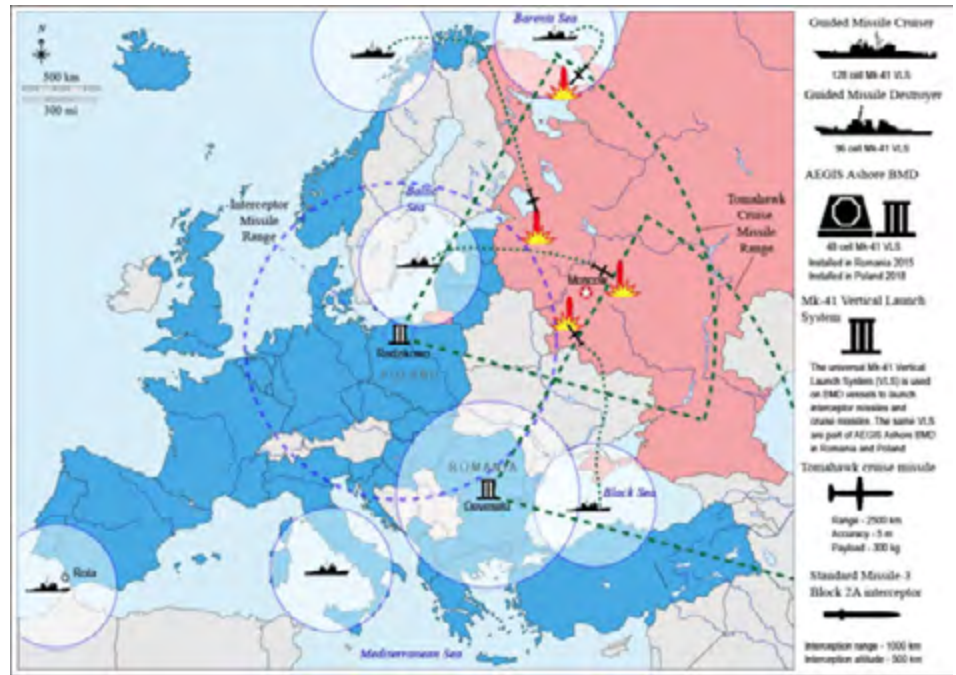 N
500 km
300 mi
Barents Sea
Interceptor
Missile
Range
Baltic
Sea
Moscow
Tomahawk
Cruise
Missile
Range
Redzikowo
POLAND
ROMANIA
Deveselu
Black Sea
Rota
Mediterranean Sea
Guided Missile Cruiser
128 cell Mk-41 VLS
Guided Missile Destroyer
96 cell Mk-41 VLS
AEGIS Ashore BMD
48 cell Mk-41 VLS
Installed in Romania 2015
Installed in Poland 2018
Mk-41 Vertical Launch
System
The universal Mk-41 Vertical
Launch System (VLS) is used
on BMD vessels to launch
interceptor missiles and
cruise missiles. The same VLS
are part of AEGIS Ashore BMD
in Romania and Poland
Tomahawk cruise missile
Range - 2500 km
Accuracy - 5 m
Payload - 300 kg
Standard Missile-3
Block 2A interceptor
Interception range - 1000 km
Interception altitude - 500 km